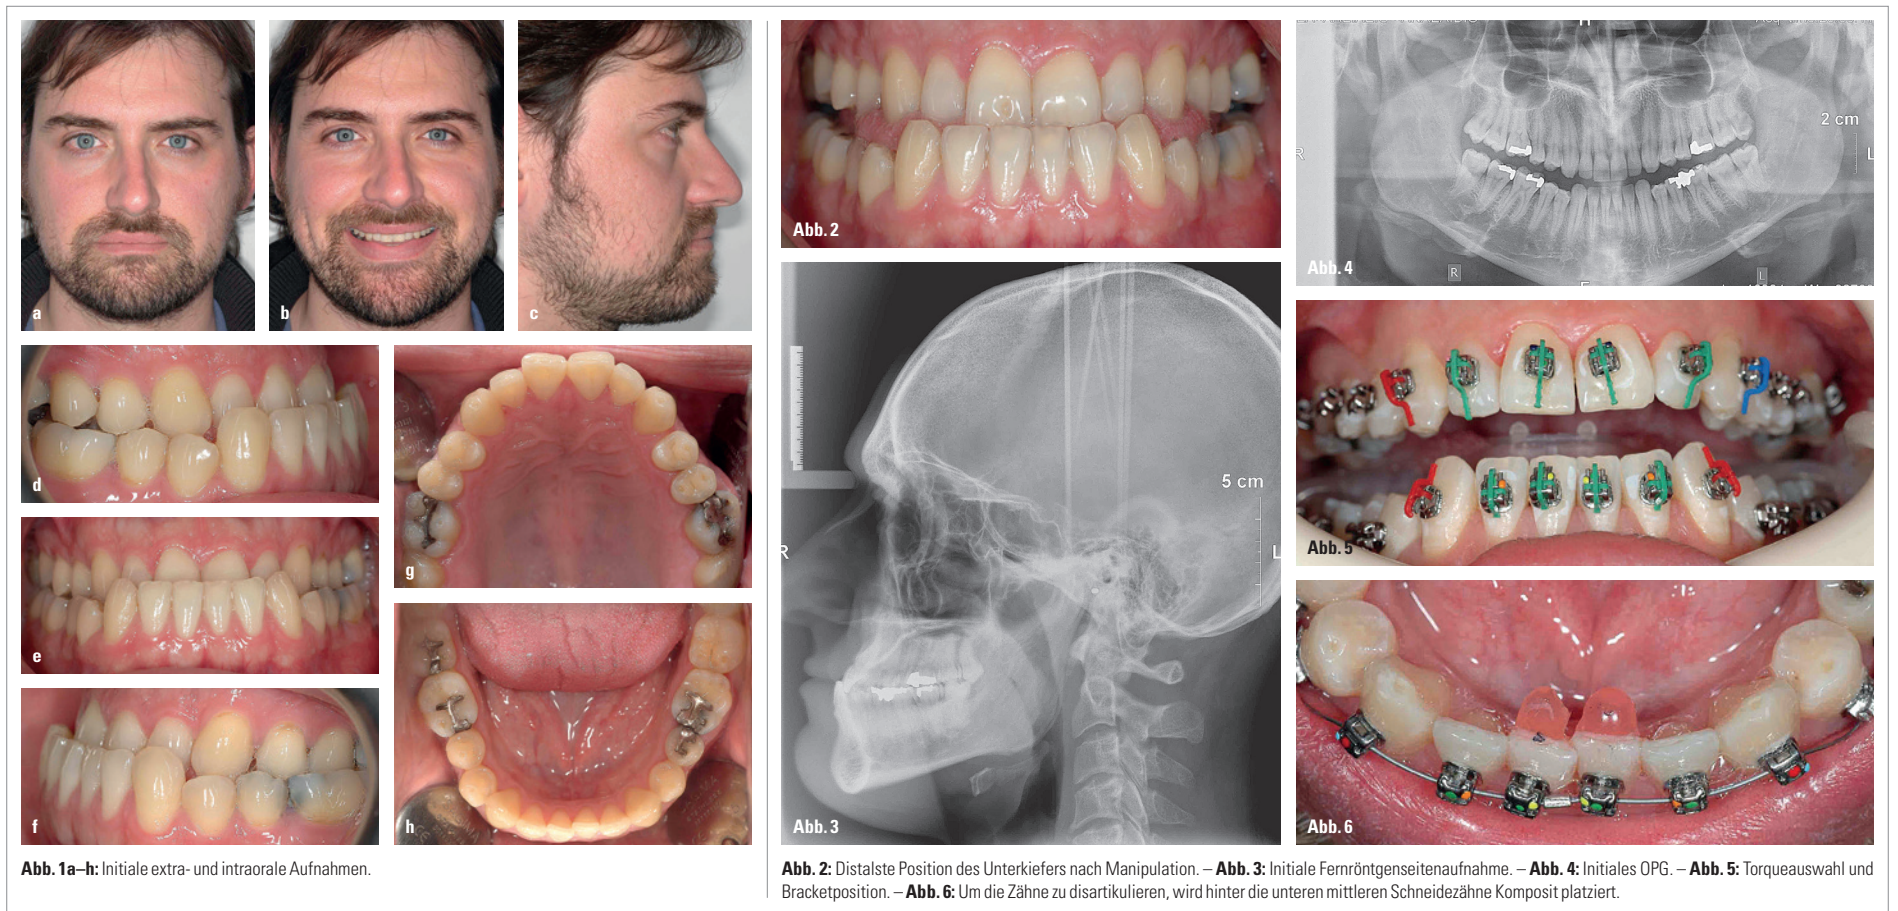 a
b
c
d
e
f
g
h
Abb. 1a–h: Initiale extra- und intraorale Aufnahmen.
Abb. 2
R
5 cm
L
Abb. 3
R
2 cm
L
R
L
Abb. 4
Abb. 5
Abb. 6
Abb. 2: Distalste Position des Unterkiefers nach Manipulation. – Abb. 3: Initiale Fernröntgenseitenaufnahme. – Abb. 4: Initiales OPG. – Abb. 5: Torqueauswahl und
Bracketposition. – Abb. 6: Um die Zähne zu disartikulieren, wird hinter die unteren mittleren Schneidezähne Komposit platziert.